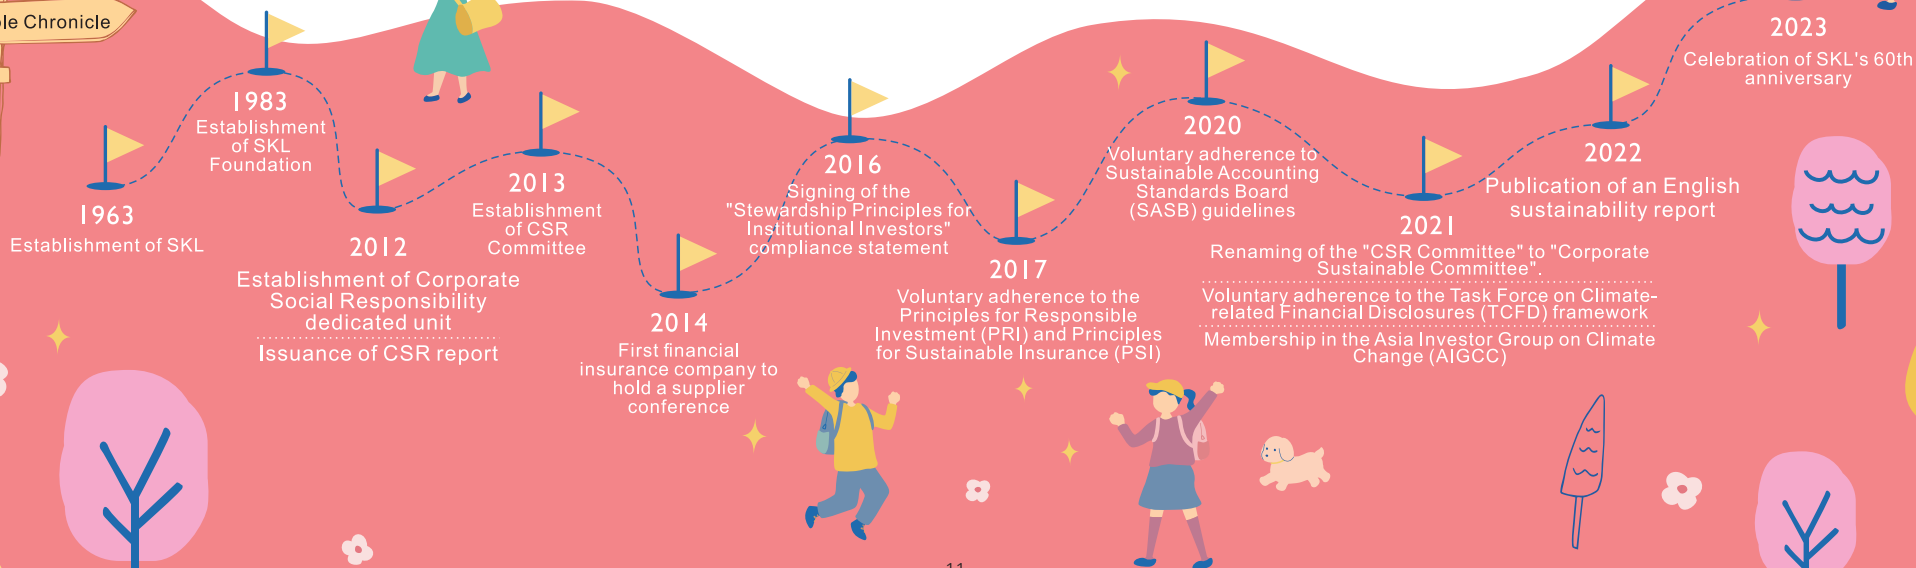 le Chronicle
1963
Establishment of SKL
1983
Establishment
of SKL
Foundation
2012
Establishment of Corporate
Social Responsibility
dedicated unit
Issuance of CSR report
2013
Establishment
of CSR
Committee
2014
First financial
insurance company to
hold a supplier
conference
2016
Signing of the
"Stewardship Principles for
Institutional Investors"
compliance statement
2017
Voluntary adherence to the
Principles for Responsible
Investment (PRI) and Principles
for Sustainable Insurance (PSI)
2020
Voluntary adherence to
Sustainable Accounting
Standards Board
(SASB) guidelines
2021
Renaming of the "CSR Committee" to "Corporate
Sustainable Committee".
Voluntary adherence to the Task Force on Climate-
related Financial Disclosures (TCFD) framework
Membership in the Asia Investor Group on Climate
Change (AIGCC)
2022
Publication of an English
sustainability report
2023
Celebration of SKL's 60th
anniversary